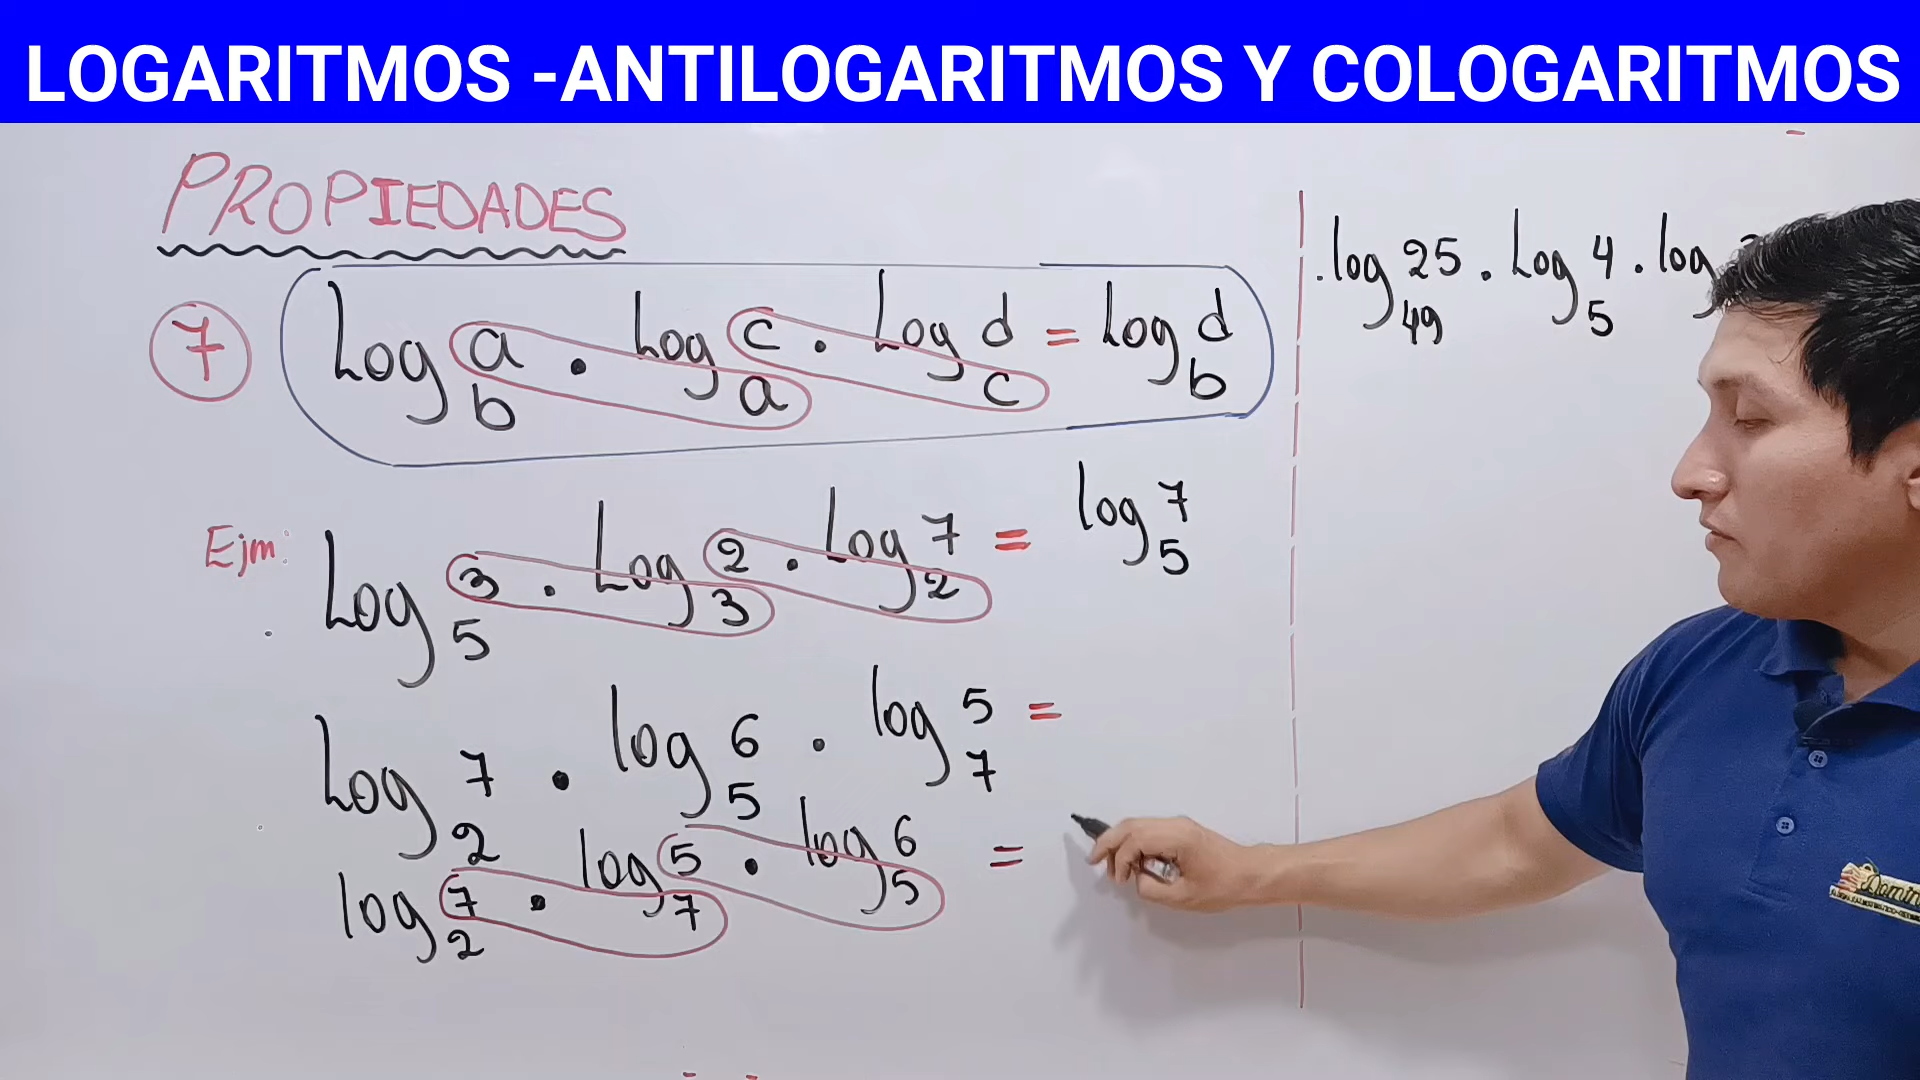 LOGARITMOS -ANTILOGARITMOS Y COLOGARITMOS
PROPIEDADES
7
Log_b a . Log_a c . Log_c d = Log_b d
Ejm:
Log_5 3 . Log_3 2 . Log_2 7 = log_5 7
Log_2 7 . log_5 6 . log_7 5 =
log_2 7 . log_7 5 . log_5 6 =
. log_49 25 . Log_5 4 . log